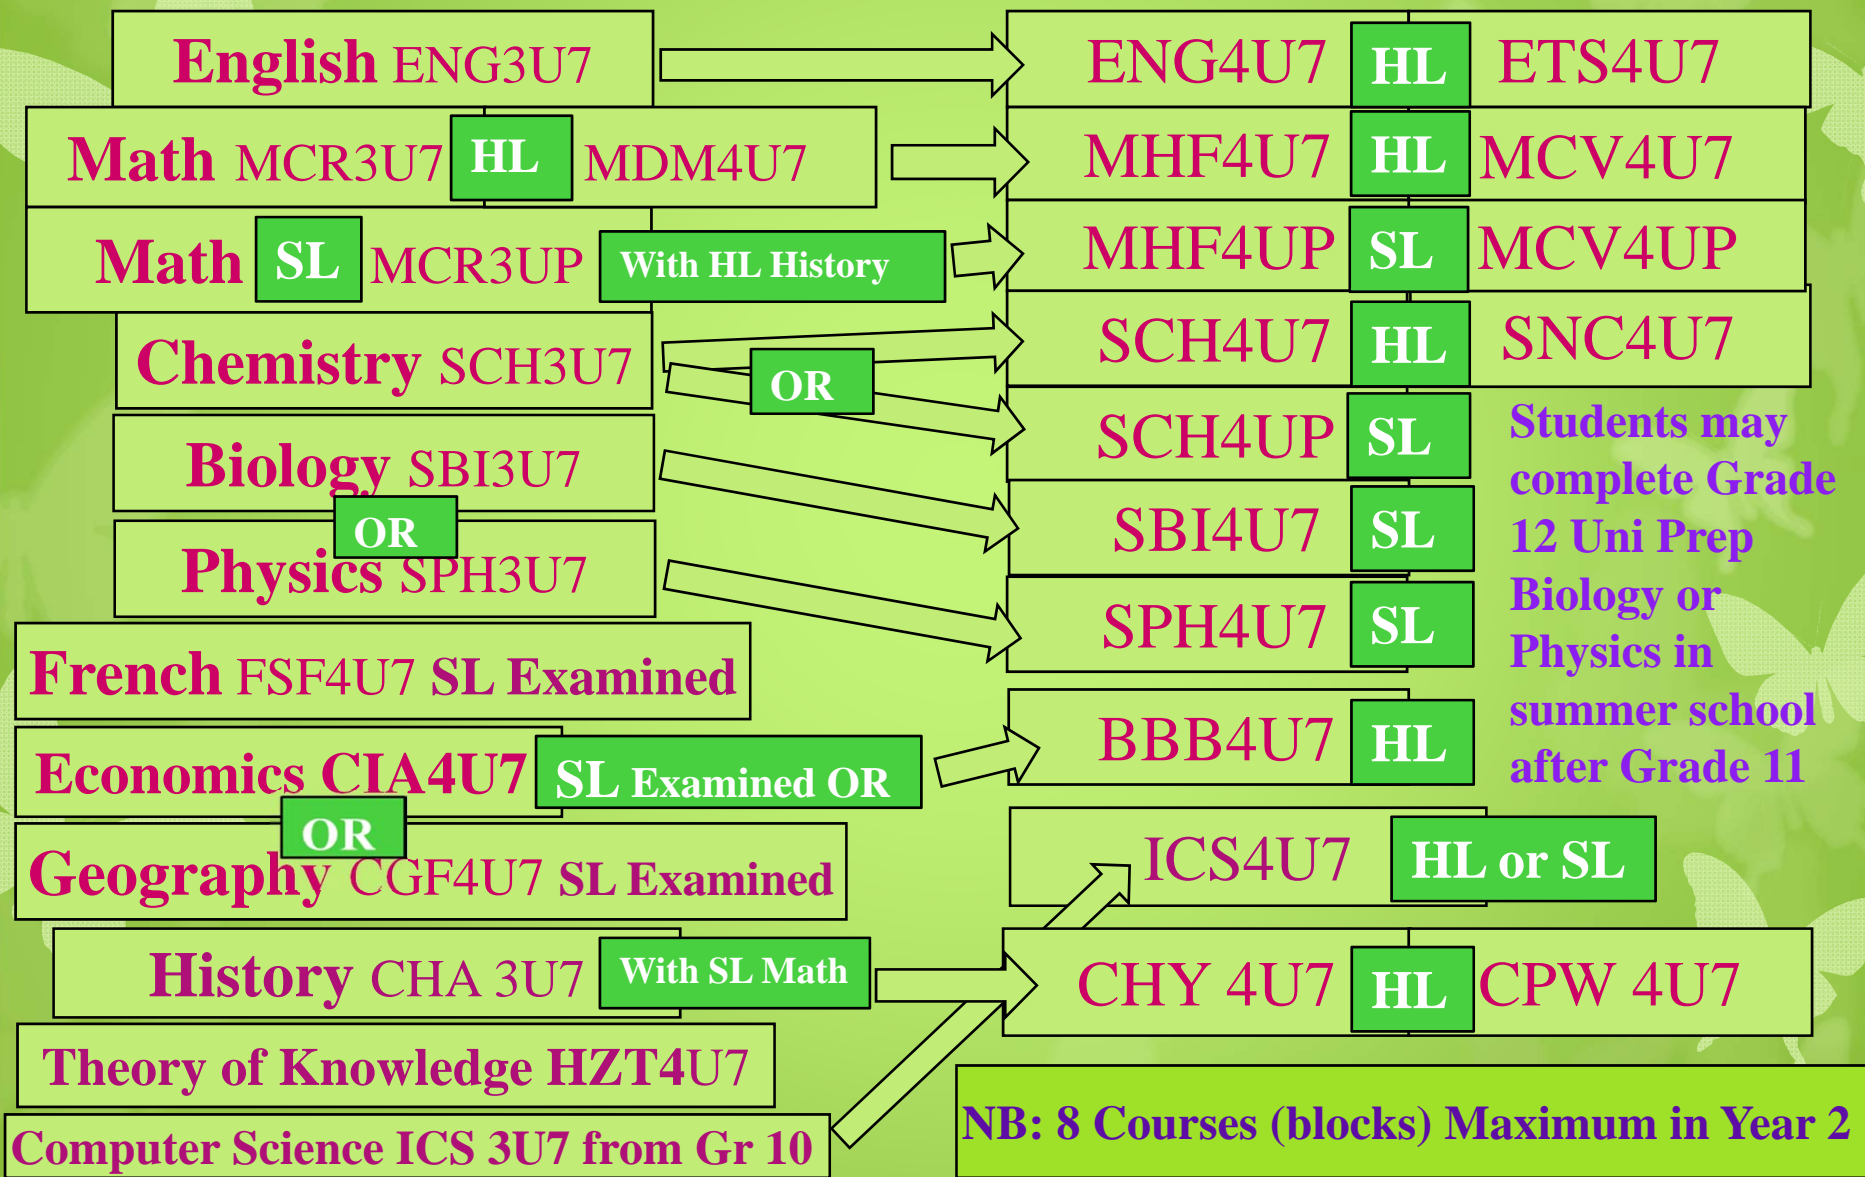 English ENG3U7
ENG4U7 HL ETS4U7
Math MCR3U7 HL MDM4U7
MHF4U7 HL MCV4U7
Math SL MCR3UP With HL History
MHF4UP SL MCV4UP
Chemistry SCH3U7
OR
SCH4U7 HL SNC4U7
SCH4UP SL
Biology SBI3U7
OR
SBI4U7 SL
Physics SPH3U7
SPH4U7 SL
Students may
complete Grade
12 Uni Prep
Biology or
Physics in
summer school
after Grade 11
French FSF4U7 SL Examined
Economics CIA4U7 SL Examined OR
BBB4U7 HL
OR
Geography CGF4U7 SL Examined
ICS4U7 HL or SL
History CHA 3U7 With SL Math
CHY 4U7 HL CPW 4U7
Theory of Knowledge HZT4U7
Computer Science ICS 3U7 from Gr 10
NB: 8 Courses (blocks) Maximum in Year 2